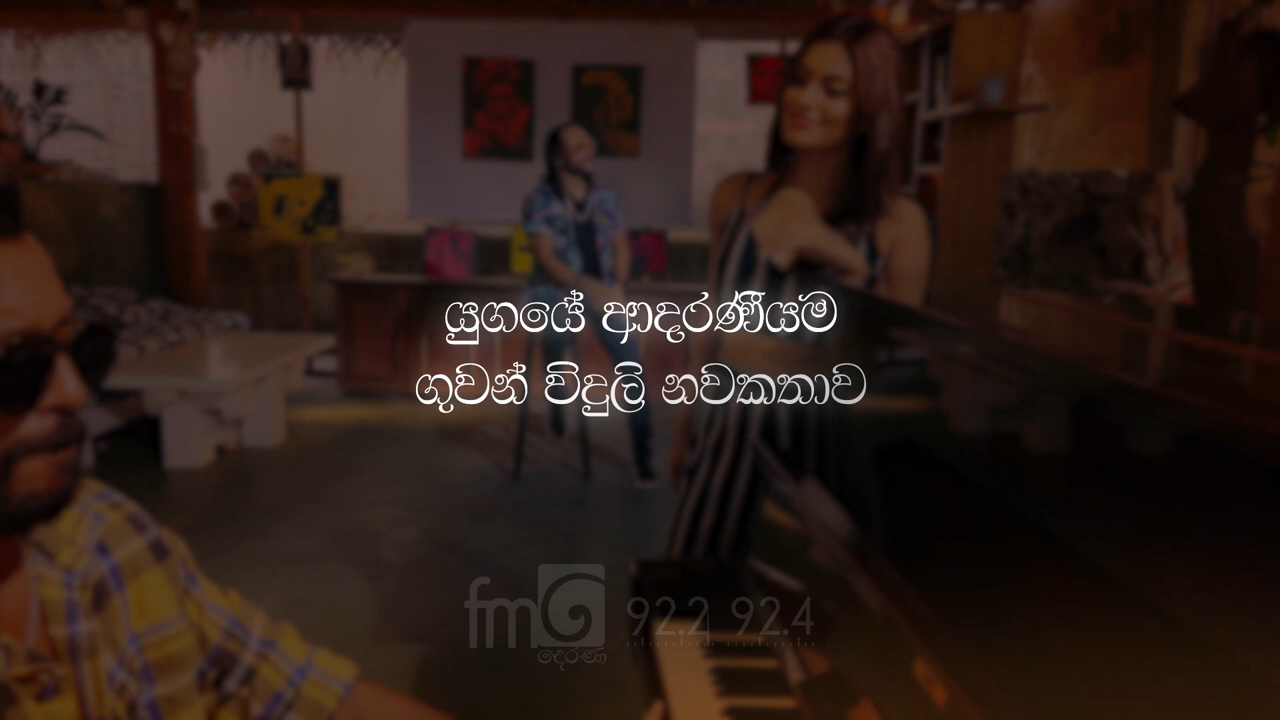 යුගයේ ආදරණීයම
ගුවන් විදුලි නවකතාව
fm 92.2 92.4
දෙරණ